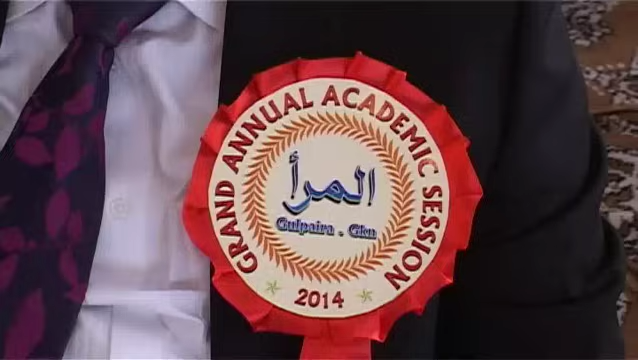 GRAND ANNUAL ACADEMIC SESSION
المرأ
Gulpaira . Gkn
2014